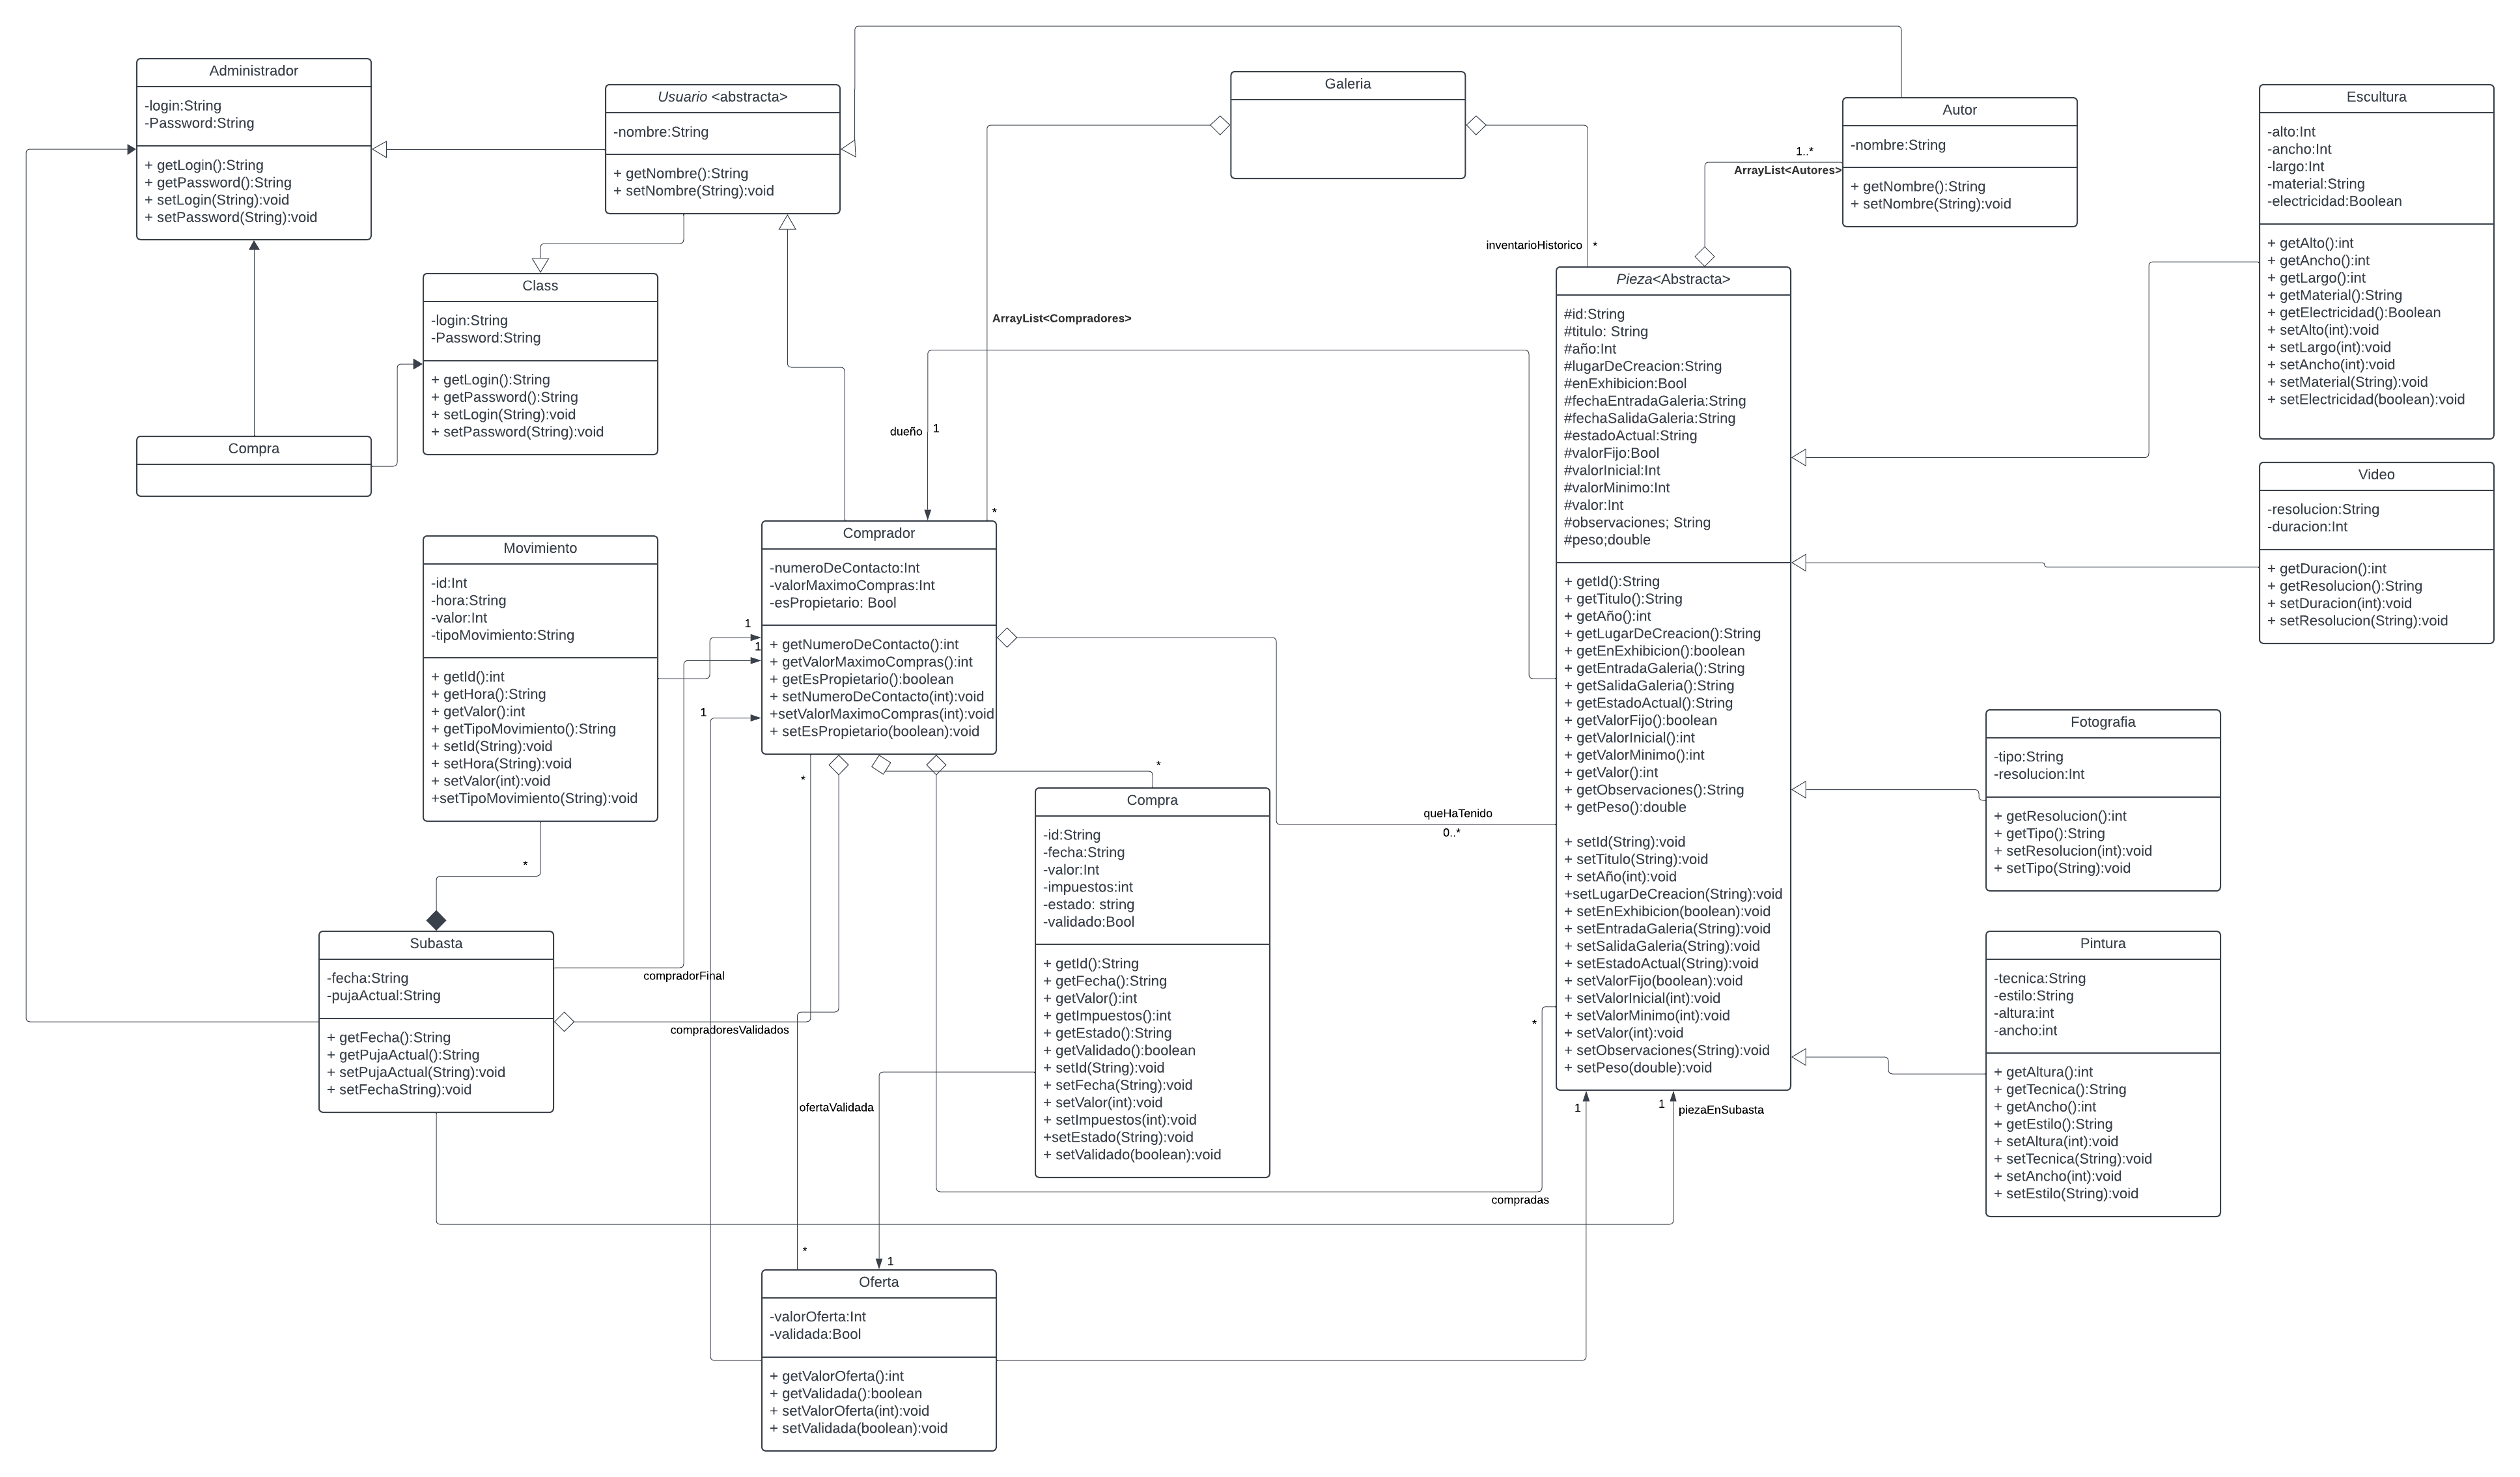 Administrador
-login:String
-Password:String
+ getLogin():String
+ getPassword():String
+ setLogin(String):void
+ setPassword(String):void
Usuario <abstracta>
-nombre:String
+ getNombre():String
+ setNombre(String):void
Galeria
Autor
-nombre:String
+ getNombre():String
+ setNombre(String):void
1..*
ArrayList<Autores>
Escultura
-alto:Int
-ancho:Int
-largo:Int
-material:String
-electricidad:Boolean
+ getAlto():int
+ getAncho():int
+ getLargo():int
+ getMaterial():String
+ getElectricidad():Boolean
+ setAlto(int):void
+ setLargo(int):void
+ setAncho(int):void
+ setMaterial(String):void
+ setElectricidad(boolean):void
Class
-login:String
-Password:String
+ getLogin():String
+ getPassword():String
+ setLogin(String):void
+ setPassword(String):void
Compra
inventarioHistorico *
ArrayList<Compradores>
dueño 1
*
Pieza<Abstracta>
#id:String
#titulo: String
#año:Int
#lugarDeCreacion:String
#enExhibicion:Bool
#fechaEntradaGaleria:String
#fechaSalidaGaleria:String
#estadoActual:String
#valorFijo:Bool
#valorInicial:Int
#valorMinimo:Int
#valor:Int
#observaciones; String
#peso;double
+ getId():String
+ getTitulo():String
+ getAño():int
+ getLugarDeCreacion():String
+ getEnExhibicion():boolean
+ getEntradaGaleria():String
+ getSalidaGaleria():String
+ getEstadoActual():String
+ getValorFijo():boolean
+ getValorInicial():int
+ getValorMinimo():int
+ getValor():int
+ getObservaciones():String
+ getPeso():double
+ setId(String):void
+ setTitulo(String):void
+ setAño(int):void
+setLugarDeCreacion(String):void
+ setEnExhibicion(boolean):void
+ setEntradaGaleria(String):void
+ setSalidaGaleria(String):void
+ setEstadoActual(String):void
+ setValorFijo(boolean):void
+ setValorInicial(int):void
+ setValorMinimo(int):void
+ setValor(int):void
+ setObservaciones(String):void
+ setPeso(double):void
Video
-resolucion:String
-duracion:Int
+ getDuracion():int
+ getResolucion():String
+ setDuracion(int):void
+ setResolucion(String):void
Movimiento
-id:Int
-hora:String
-valor:Int
-tipoMovimiento:String
+ getId():int
+ getHora():String
+ getValor():int
+ getTipoMovimiento():String
+ setId(String):void
+ setHora(String):void
+ setValor(int):void
+setTipoMovimiento(String):void
Comprador
-numeroDeContacto:Int
-valorMaximoCompras:Int
-esPropietario: Bool
+ getNumeroDeContacto():int
+ getValorMaximoCompras():int
+ getEsPropietario():boolean
+ setNumeroDeContacto(int):void
+setValorMaximoCompras(int):void
+ setEsPropietario(boolean):void
1
1
1
*
*
queHaTenido
0..*
Fotografia
-tipo:String
-resolucion:Int
+ getResolucion():int
+ getTipo():String
+ setResolucion(int):void
+ setTipo(String):void
Compra
-id:String
-fecha:String
-valor:Int
-impuestos:int
-estado: string
-validado:Bool
+ getId():String
+ getFecha():String
+ getValor():int
+ getImpuestos():int
+ getEstado():String
+ getValidado():boolean
+ setId(String):void
+ setFecha(String):void
+ setValor(int):void
+ setImpuestos(int):void
+setEstado(String):void
+ setValidado(boolean):void
*
Subasta
-fecha:String
-pujaActual:String
+ getFecha():String
+ getPujaActual():String
+ setPujaActual(String):void
+ setFechaString):void
compradorFinal
compradoresValidados
ofertaValidada
*
compradas
1
1 piezaEnSubasta
Pintura
-tecnica:String
-estilo:String
-altura:int
-ancho:int
+ getAltura():int
+ getTecnica():String
+ getAncho():int
+ getEstilo():String
+ setAltura(int):void
+ setTecnica(String):void
+ setAncho(int):void
+ setEstilo(String):void
*
1
Oferta
-valorOferta:Int
-validada:Bool
+ getValorOferta():int
+ getValidada():boolean
+ setValorOferta(int):void
+ setValidada(boolean):void